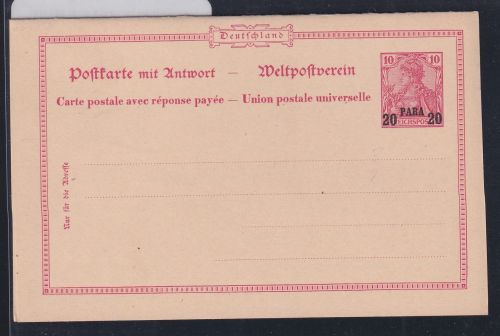 Deutschland
Postkarte mit Antwort — Weltpostverein
Carte postale avec réponse payée — Union postale universelle
10 10
PARA
20 20
REICHSPOST
Nur für die Adresse